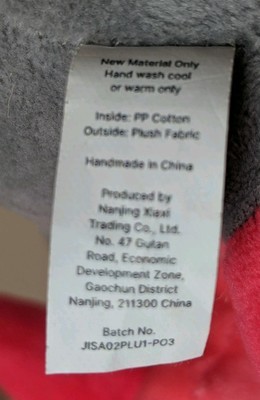 New Material Only
Hand wash cool
or warm only
Inside: PP Cotton
Outside: Plush Fabric
Handmade in China
Produced by
Nanjing Xiaxi
Trading Co., Ltd.
No. 47 Gulan
Road, Economic
Development Zone,
Gaochun District
Nanjing, 211300 China
Batch No.
JISA02PLU1-PO3